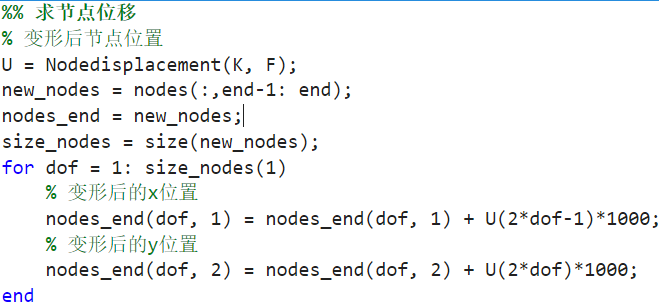 %% 求节点位移
% 变形后节点位置
U = Nodedisplacement(K, F);
new_nodes = nodes(:,end-1: end);
nodes_end = new_nodes;
size_nodes = size(new_nodes);
for dof = 1: size_nodes(1)
    % 变形后的x位置
    nodes_end(dof, 1) = nodes_end(dof, 1) + U(2*dof-1)*1000;
    % 变形后的y位置
    nodes_end(dof, 2) = nodes_end(dof, 2) + U(2*dof)*1000;
end